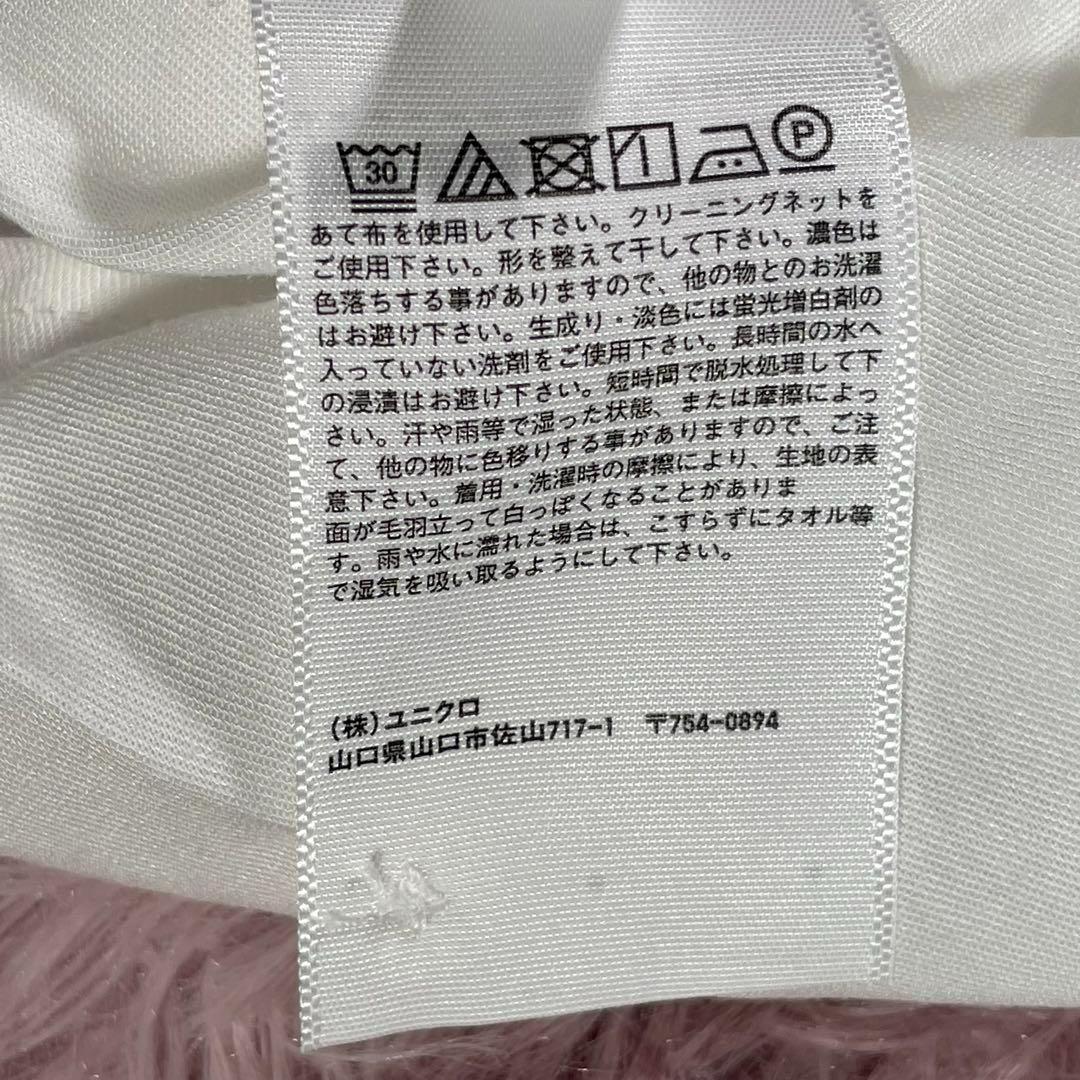 30 P
あて布を使用して下さい。クリーニングネットを
ご使用下さい。形を整えて干して下さい。濃色は
色落ちする事がありますので、他の物とのお洗濯
はお避け下さい。生成り・淡色には蛍光増白剤の
入っていない洗剤をご使用下さい。長時間の水へ
の浸漬はお避け下さい。短時間で脱水処理して下
さい。汗や雨等で湿った状態、または摩擦によっ
て、他の物に色移りする事がありますので、ご注
意下さい。着用・洗濯時の摩擦により、生地の表
面が毛羽立って白っぽくなることがありま
す。雨や水に濡れた場合は、こすらずにタオル等
で湿気を吸い取るようにして下さい。
(株)ユニクロ
山口県山口市佐山717-1 〒754-0894